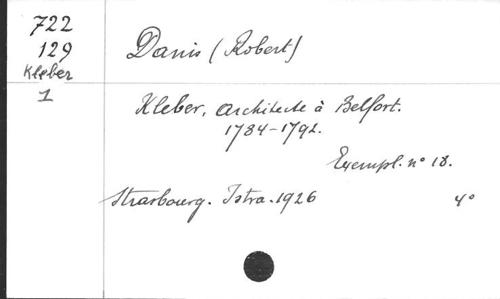 722
129
Kleber
1
Danis (Robert)
Kleber, architecte à Belfort.
1784-1792.
Exempl. n° 18.
Strasbourg. Istra. 1926
4°